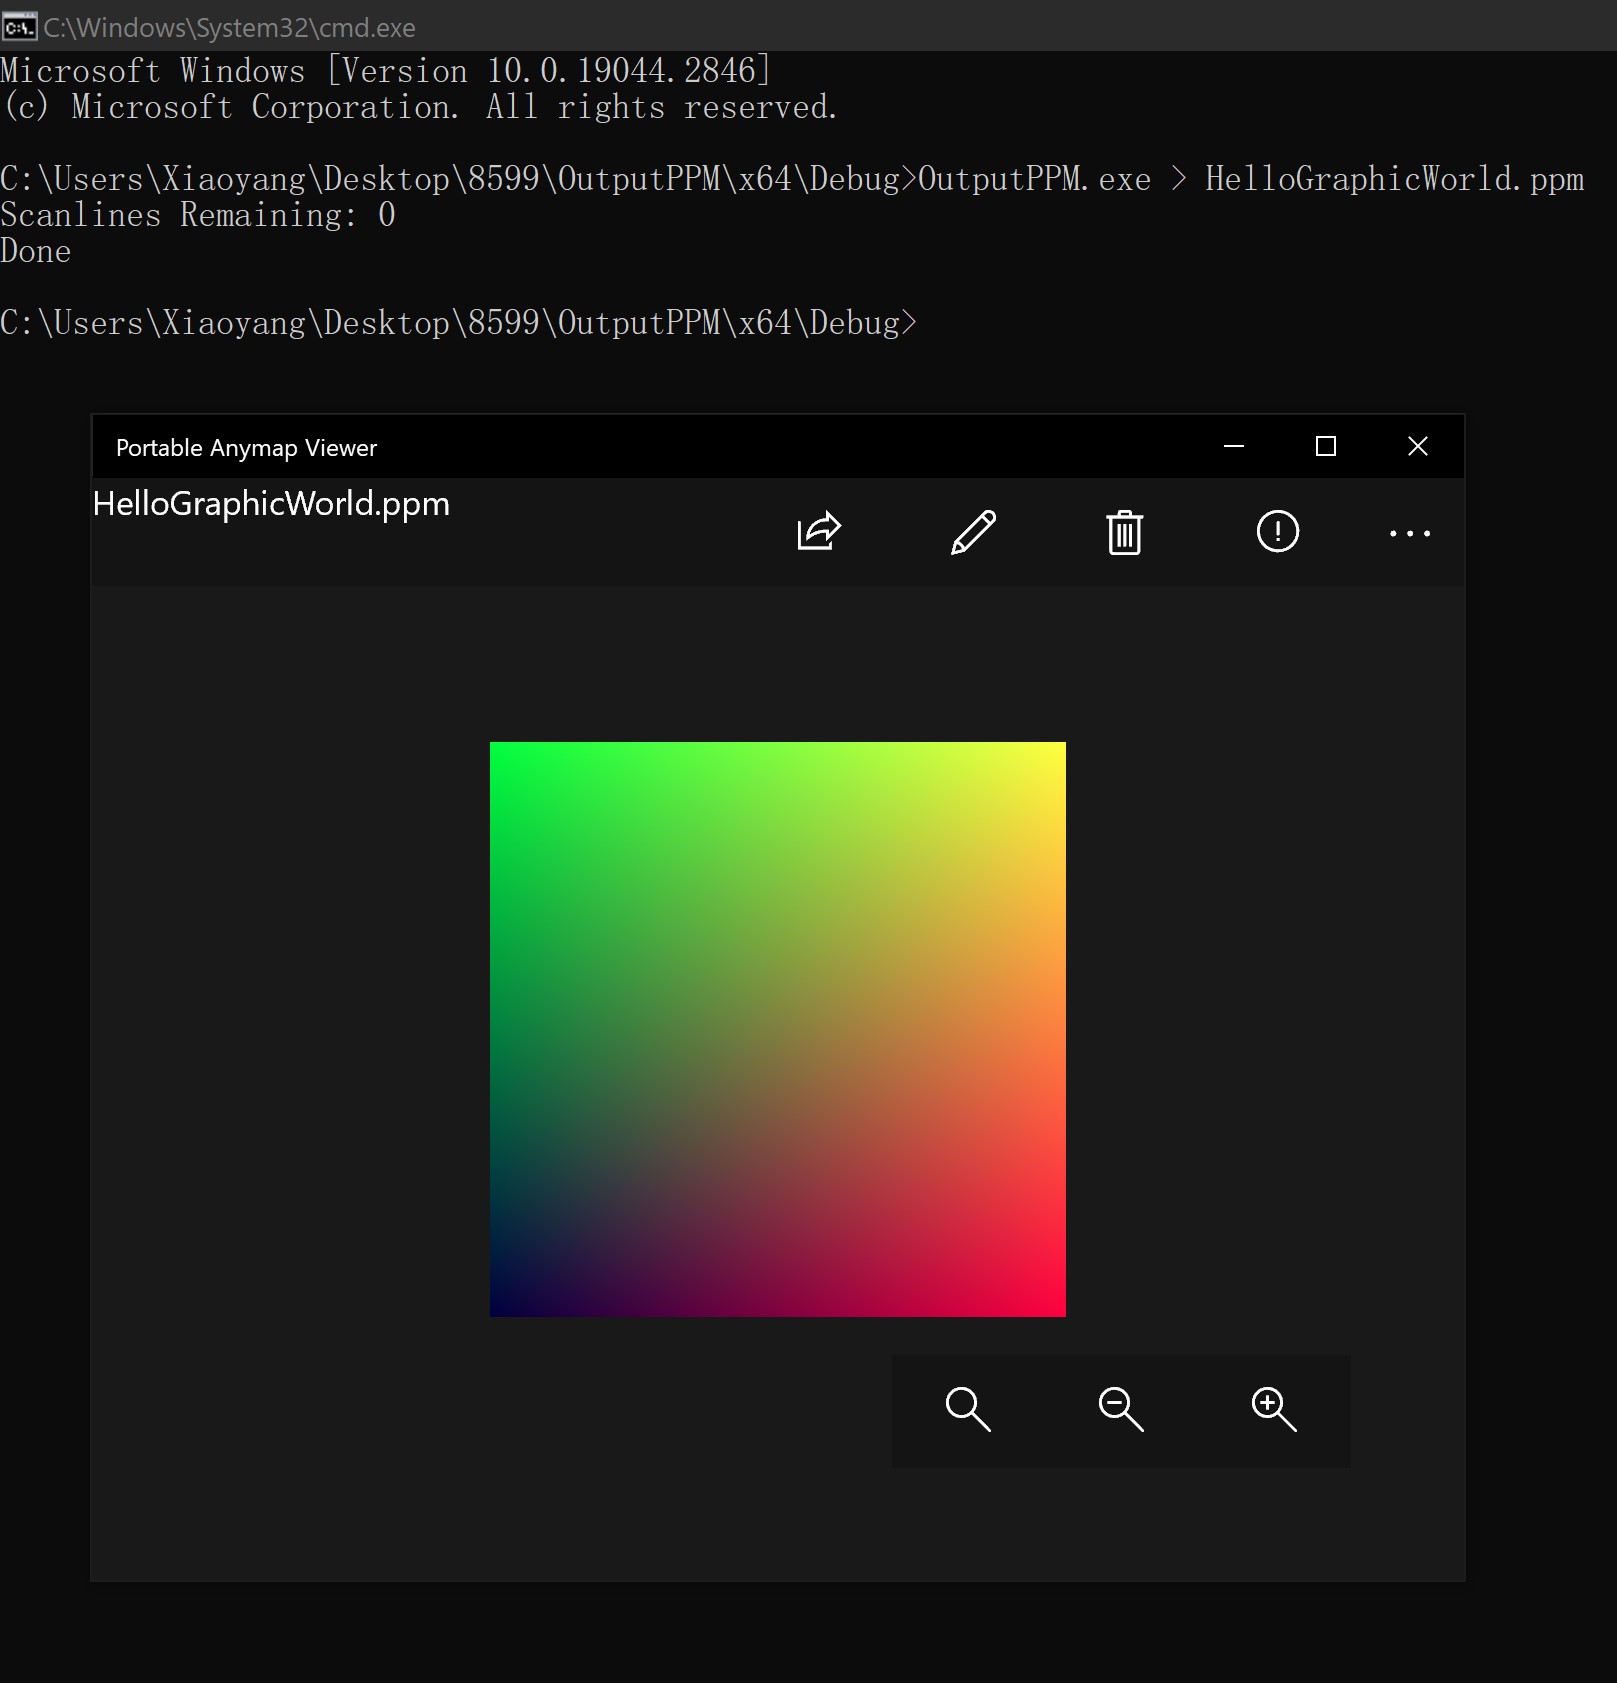 C:\Windows\System32\cmd.exe
Microsoft Windows [Version 10.0.19044.2846]
(c) Microsoft Corporation. All rights reserved.
C:\Users\Xiaoyang\Desktop\8599\OutputPPM\x64\Debug>OutputPPM.exe > HelloGraphicWorld.ppm
Scanlines Remaining: 0
Done
C:\Users\Xiaoyang\Desktop\8599\OutputPPM\x64\Debug>
Portable Anymap Viewer
HelloGraphicWorld.ppm